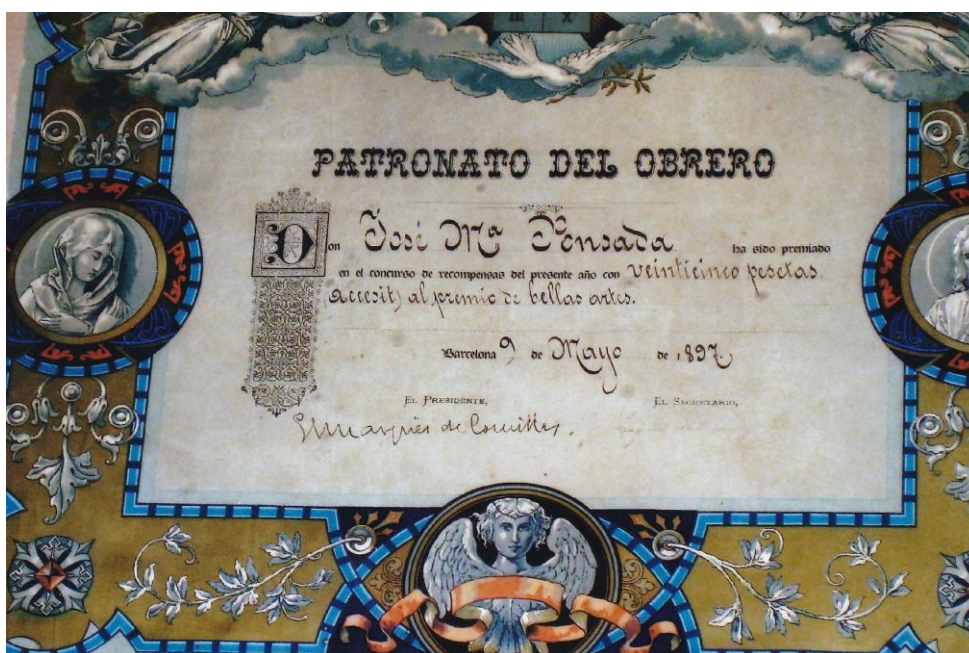 III X
PATRONATO DEL OBRERO
Don José Mª Ponsada ha sido premiado
en el concurso de recompensas del presente año con veinticinco pesetas.
accesit) al premio de bellas artes.
Barcelona 9 de Mayo de 1897
EL PRESIDENTE, EL SECRETARIO,
El Marqués de Comillas.